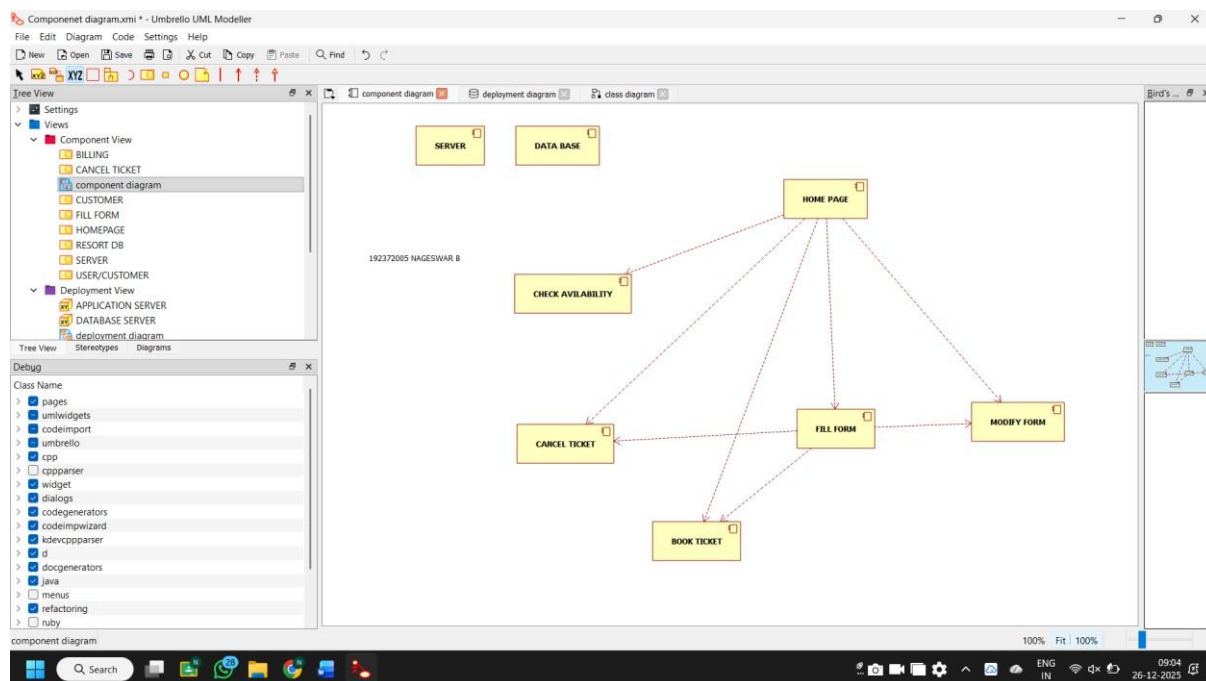 Componenet diagram.xmi * - Umbrello UML Modeller
File Edit Diagram Code Settings Help
New Open Save Cut Copy Paste Find
XYZ
Tree View
Settings
Views
Component View
BILLING
CANCEL TICKET
component diagram
CUSTOMER
FILL FORM
HOMEPAGE
RESORT DB
SERVER
USER/CUSTOMER
Deployment View
APPLICATION SERVER
DATABASE SERVER
deployment diagram
Tree View Stereotypes Diagrams
Debug
Class Name
pages
umlwidgets
codeimport
umbrello
cpp
cppparser
widget
dialogs
codegenerators
codeimpwizard
kdevcppparser
d
docgenerators
java
menus
refactoring
ruby
component diagram deployment diagram class diagram
SERVER
DATA BASE
HOME PAGE
192372005 NAGESWAR B
CHECK AVILABILITY
CANCEL TICKET
FILL FORM
MODIFY FORM
BOOK TICKET
Bird's ...
component diagram
100% Fit 100%
Search
28
ENG
IN
09:04
26-12-2025